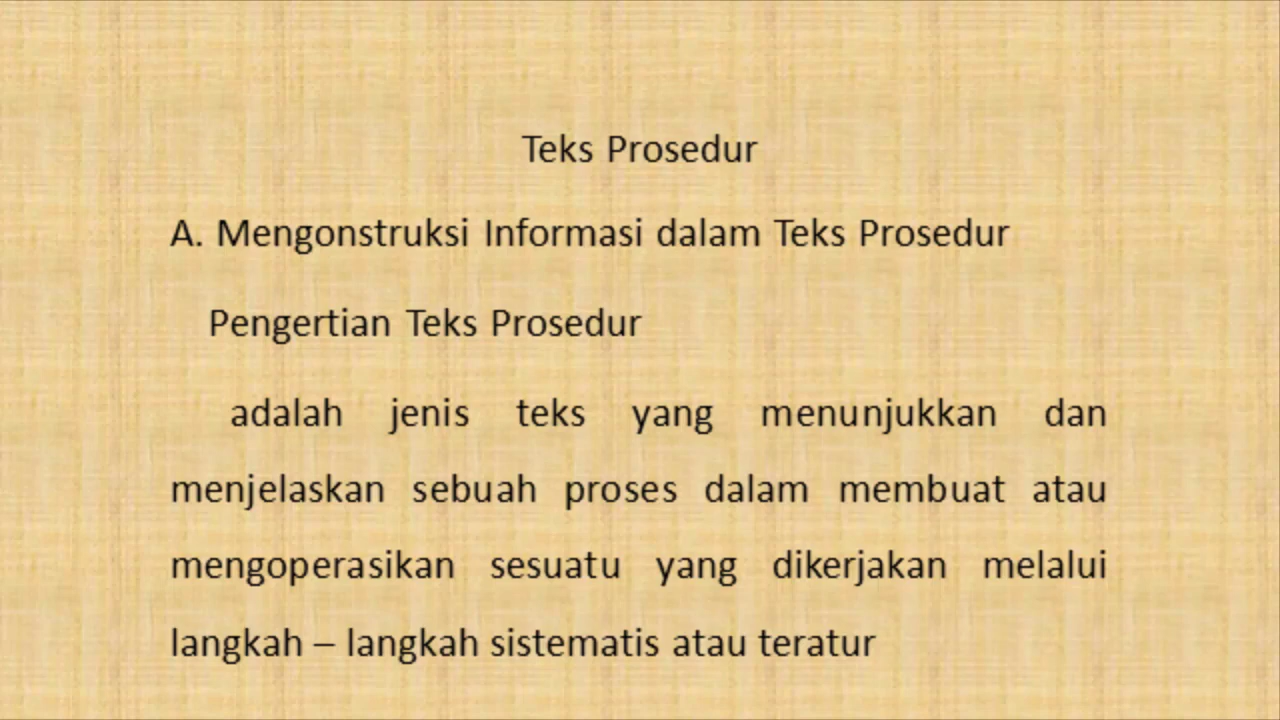 Teks Prosedur
A. Mengonstruksi Informasi dalam Teks Prosedur
Pengertian Teks Prosedur
adalah jenis teks yang menunjukkan dan
menjelaskan sebuah proses dalam membuat atau
mengoperasikan sesuatu yang dikerjakan melalui
langkah – langkah sistematis atau teratur